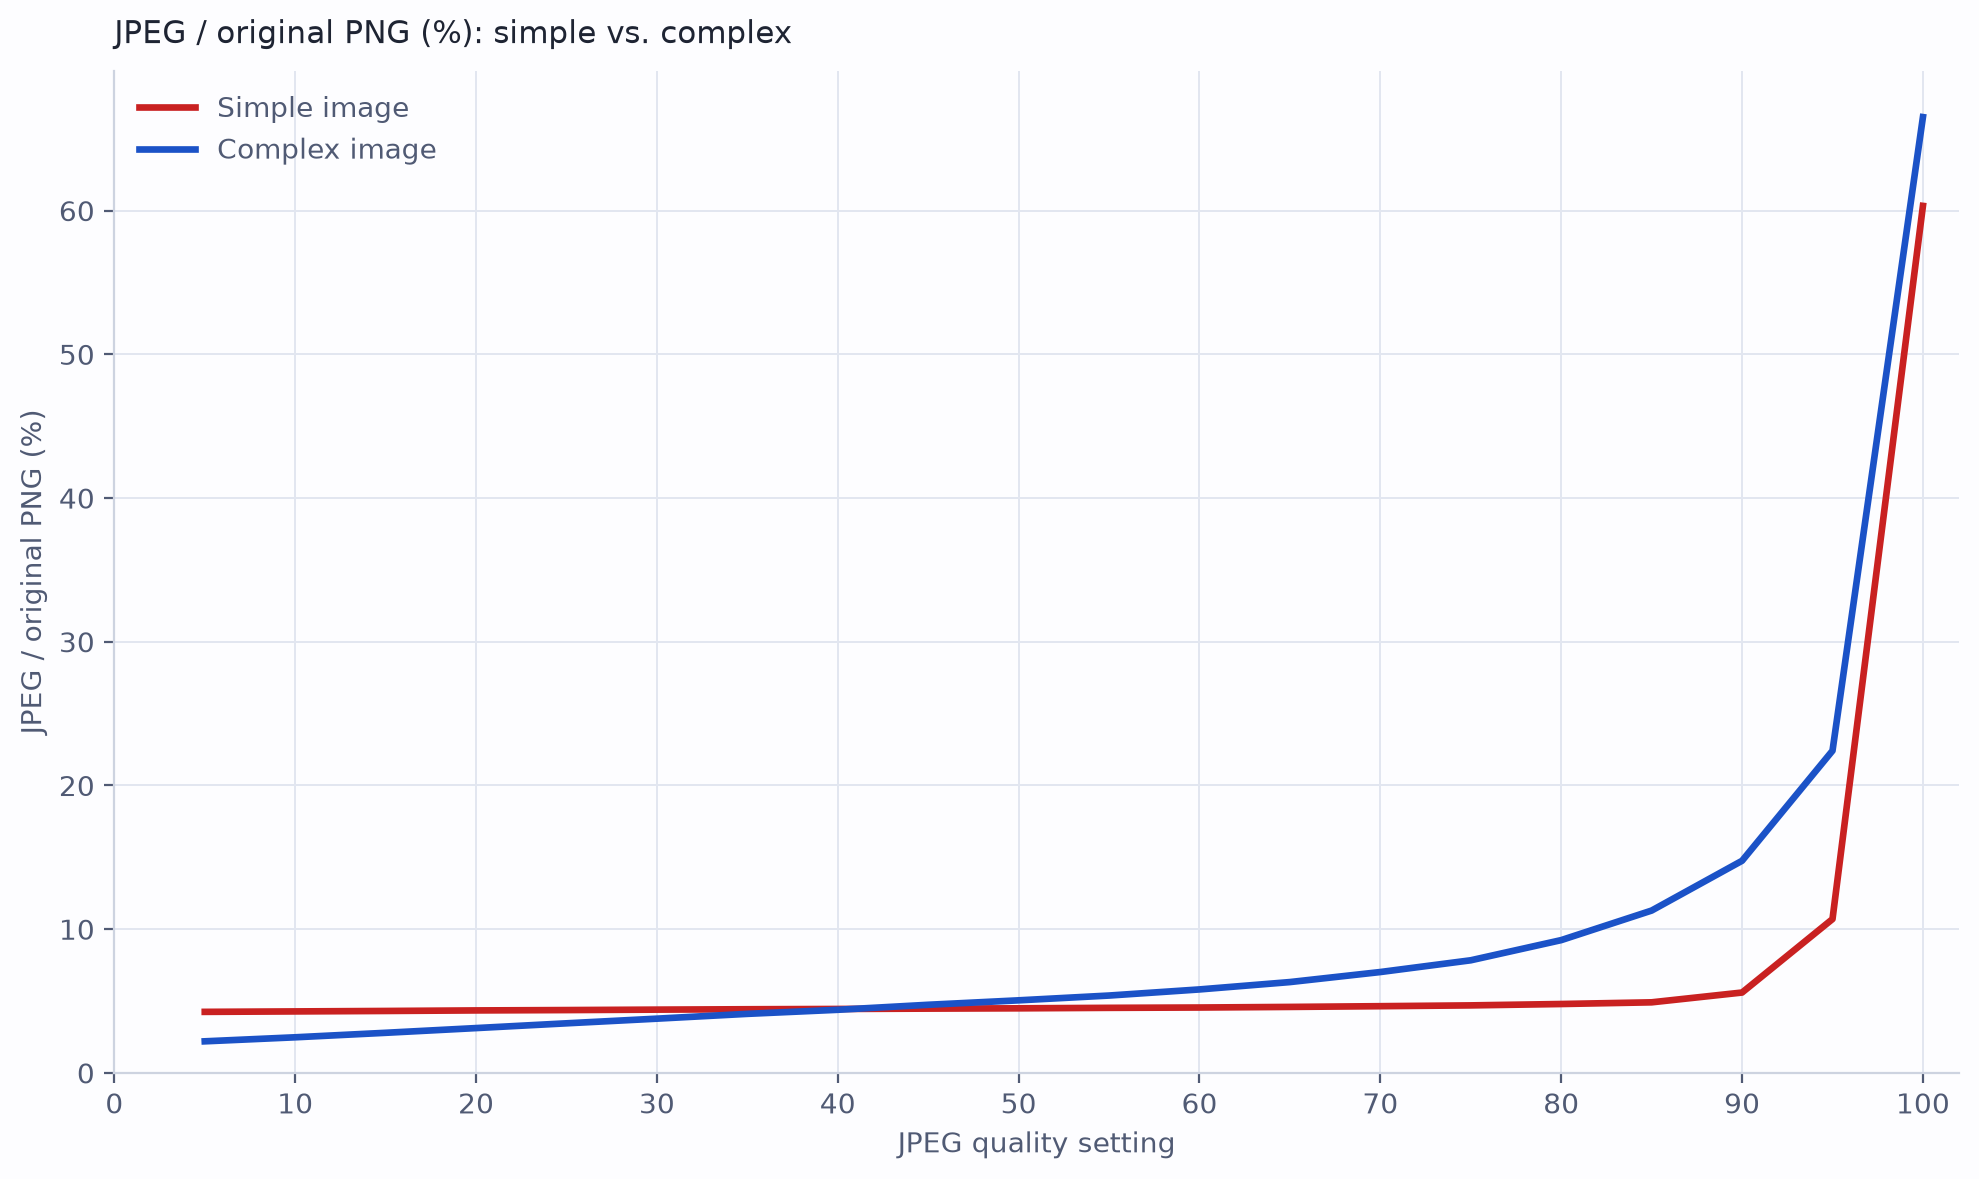 JPEG / original PNG (%): simple vs. complex
Simple image
Complex image
JPEG / original PNG (%)
60
50
40
30
20
10
0
0 10 20 30 40 50 60 70 80 90 100
JPEG quality setting